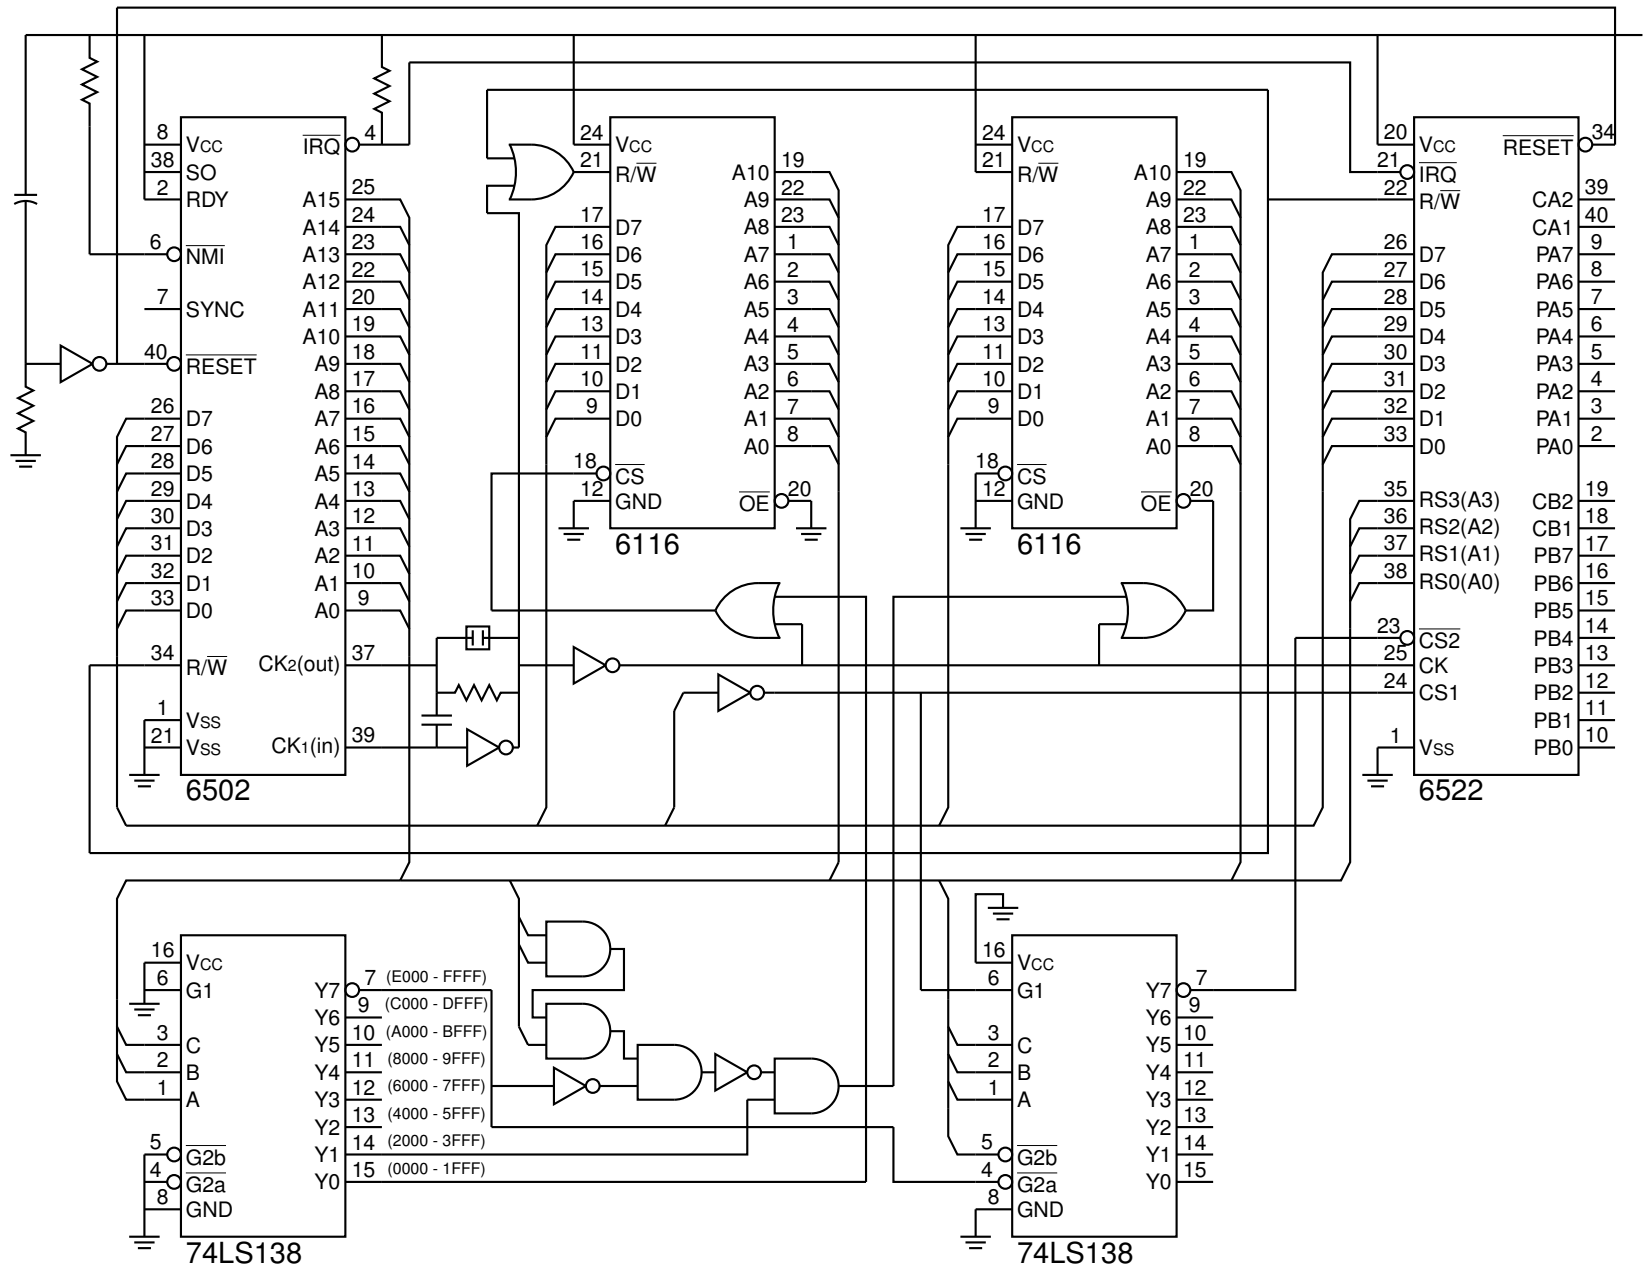 8 VCC
38 SO
2 RDY
6 NMI
7 SYNC
40 RESET
26 D7
27 D6
28 D5
29 D4
30 D3
31 D2
32 D1
33 D0
34 R/W
1 VSS
21 VSS
IRQ 4
A15 25
A14 24
A13 23
A12 22
A11 20
A10 19
A9 18
A8 17
A7 16
A6 15
A5 14
A4 13
A3 12
A2 11
A1 10
A0 9
CK2(out) 37
CK1(in) 39
6502
24 VCC
21 R/W
17 D7
16 D6
15 D5
14 D4
13 D3
11 D2
10 D1
9 D0
18 CS
12 GND
A10 19
A9 22
A8 23
A7 1
A6 2
A5 3
A4 4
A3 5
A2 6
A1 7
A0 8
OE 20
6116
24 VCC
21 R/W
17 D7
16 D6
15 D5
14 D4
13 D3
11 D2
10 D1
9 D0
18 CS
12 GND
A10 19
A9 22
A8 23
A7 1
A6 2
A5 3
A4 4
A3 5
A2 6
A1 7
A0 8
OE 20
6116
20 VCC
21 IRQ
22 R/W
26 D7
27 D6
28 D5
29 D4
30 D3
31 D2
32 D1
33 D0
35 RS3(A3)
36 RS2(A2)
37 RS1(A1)
38 RS0(A0)
23 CS2
25 CK
24 CS1
1 VSS
RESET 34
CA2 39
CA1 40
PA7 9
PA6 8
PA5 7
PA4 6
PA3 5
PA2 4
PA1 3
PA0 2
CB2 19
CB1 18
PB7 17
PB6 16
PB5 15
PB4 14
PB3 13
PB2 12
PB1 11
PB0 10
6522
16 VCC
6 G1
3 C
2 B
1 A
5 G2b
4 G2a
8 GND
Y7 7 (E000 - FFFF)
Y6 9 (C000 - DFFF)
Y5 10 (A000 - BFFF)
Y4 11 (8000 - 9FFF)
Y3 12 (6000 - 7FFF)
Y2 13 (4000 - 5FFF)
Y1 14 (2000 - 3FFF)
Y0 15 (0000 - 1FFF)
74LS138
16 VCC
6 G1
3 C
2 B
1 A
5 G2b
4 G2a
8 GND
Y7 7
Y6 9
Y5 10
Y4 11
Y3 12
Y2 13
Y1 14
Y0 15
74LS138